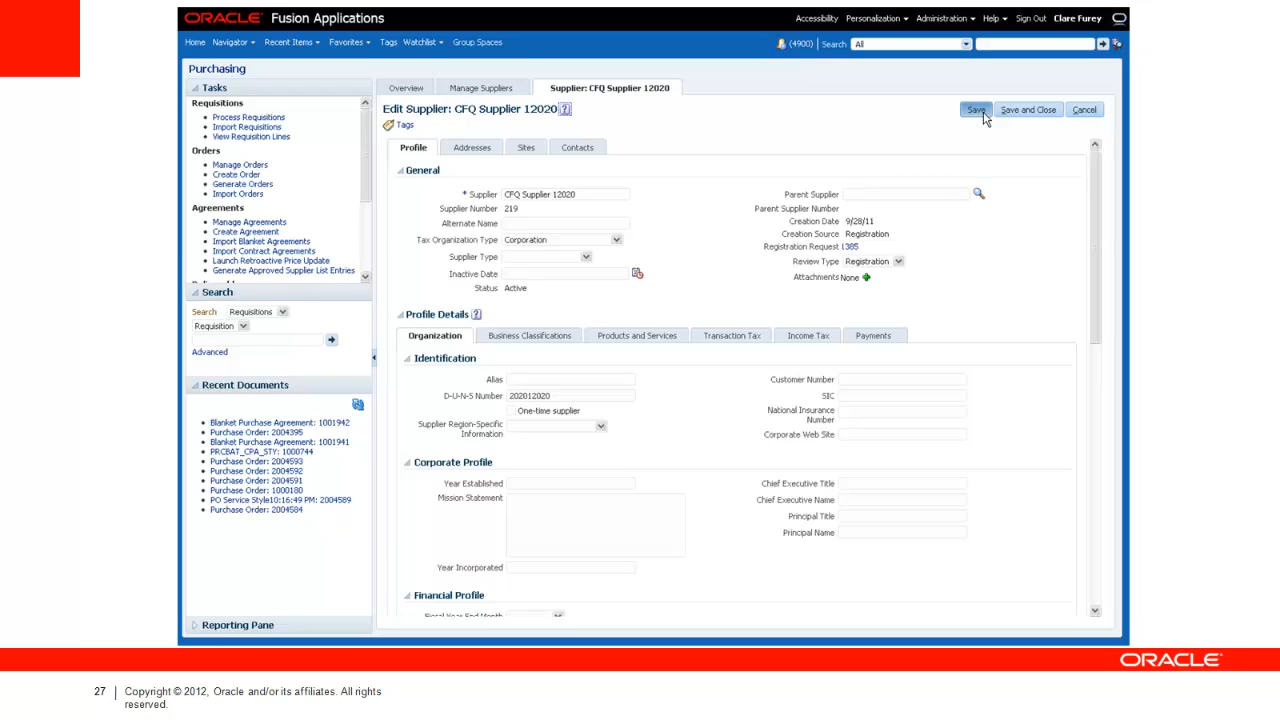 ORACLE Fusion Applications
Accessibility Personalization Administration Help Sign Out Clare Furey
Home Navigator Recent Items Favorites Tags Watchlist Group Spaces
(4900) Search All
Purchasing
Tasks
Requisitions
Process Requisitions
Import Requisitions
View Requisition Lines
Orders
Manage Orders
Create Order
Generate Orders
Import Orders
Agreements
Manage Agreements
Create Agreement
Import Blanket Agreements
Import Contract Agreements
Launch Retroactive Price Update
Generate Approved Supplier List Entries
Search
Search Requisitions
Requisition
Advanced
Recent Documents
Blanket Purchase Agreement: 1001942
Purchase Order: 2004395
Blanket Purchase Agreement: 1001941
PRCBAT_CPA_STY: 1000744
Purchase Order: 2004593
Purchase Order: 2004592
Purchase Order: 2004591
Purchase Order: 1000180
PO Service Style10:16:49 PM: 2004589
Purchase Order: 2004584
Reporting Pane
Overview Manage Suppliers Supplier: CFQ Supplier 12020
Edit Supplier: CFQ Supplier 12020 ?
Save Save and Close Cancel
Tags
Profile Addresses Sites Contacts
General
* Supplier CFQ Supplier 12020
Supplier Number 219
Alternate Name
Tax Organization Type Corporation
Supplier Type
Inactive Date
Status Active
Parent Supplier
Parent Supplier Number
Creation Date 9/28/11
Creation Source Registration
Registration Request 1385
Review Type Registration
Attachments None
Profile Details ?
Organization Business Classifications Products and Services Transaction Tax Income Tax Payments
Identification
Alias
D-U-N-S Number 202012020
One-time supplier
Supplier Region-Specific
Information
Customer Number
SIC
National Insurance
Number
Corporate Web Site
Corporate Profile
Year Established
Mission Statement
Year Incorporated
Chief Executive Title
Chief Executive Name
Principal Title
Principal Name
Financial Profile
Fiscal Year End Month
ORACLE
27 Copyright © 2012, Oracle and/or its affiliates. All rights
reserved.